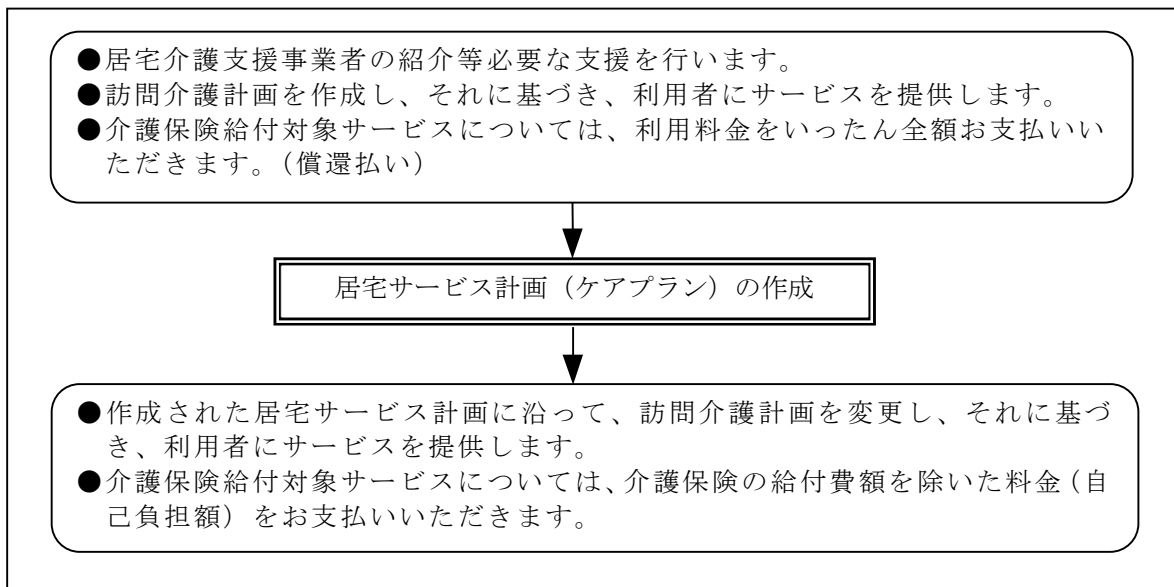 ●居宅介護支援事業者の紹介等必要な支援を行います。
●訪問介護計画を作成し、それに基づき、利用者にサービスを提供します。
●介護保険給付対象サービスについては、利用料金をいったん全額お支払いい
ただきます。（償還払い）
居宅サービス計画（ケアプラン）の作成
●作成された居宅サービス計画に沿って、訪問介護計画を変更し、それに基づ
き、利用者にサービスを提供します。
●介護保険給付対象サービスについては、介護保険の給付費額を除いた料金（自
己負担額）をお支払いいただきます。